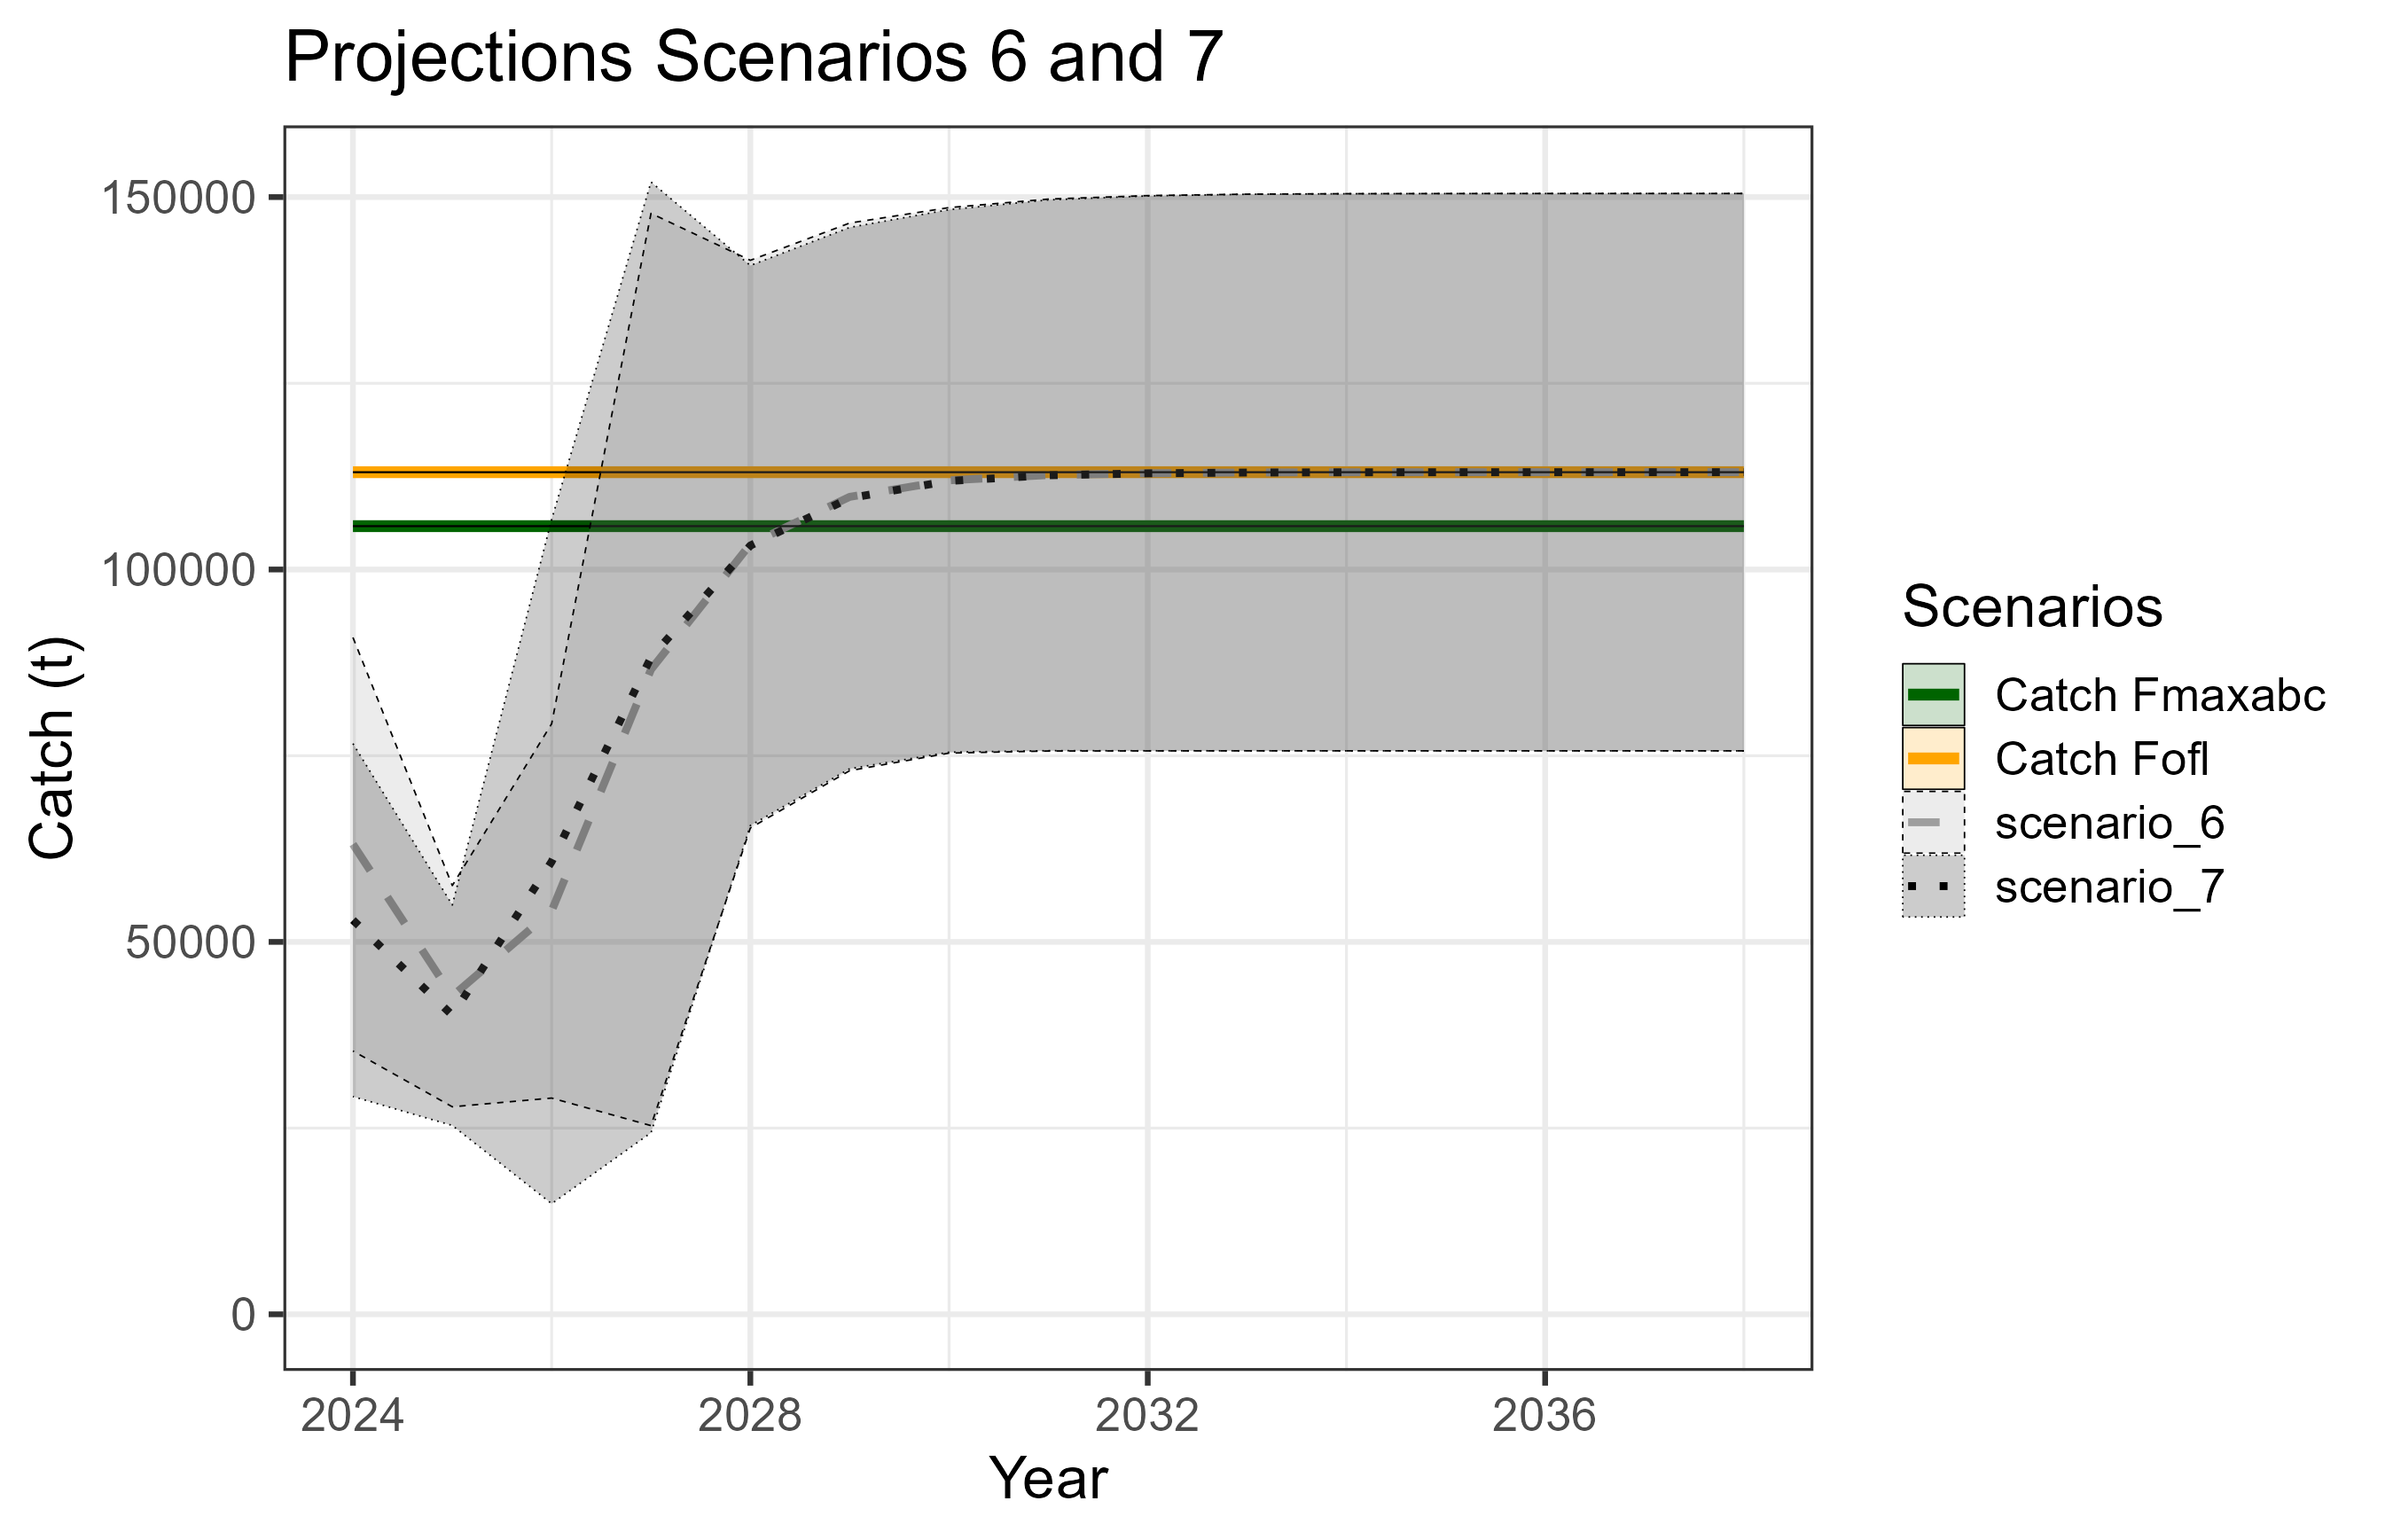 Projections Scenarios 6 and 7
Catch (t)
150000
100000
50000
0
2024 2028 2032 2036
Year
Scenarios
Catch Fmaxabc
Catch Fofl
scenario_6
scenario_7